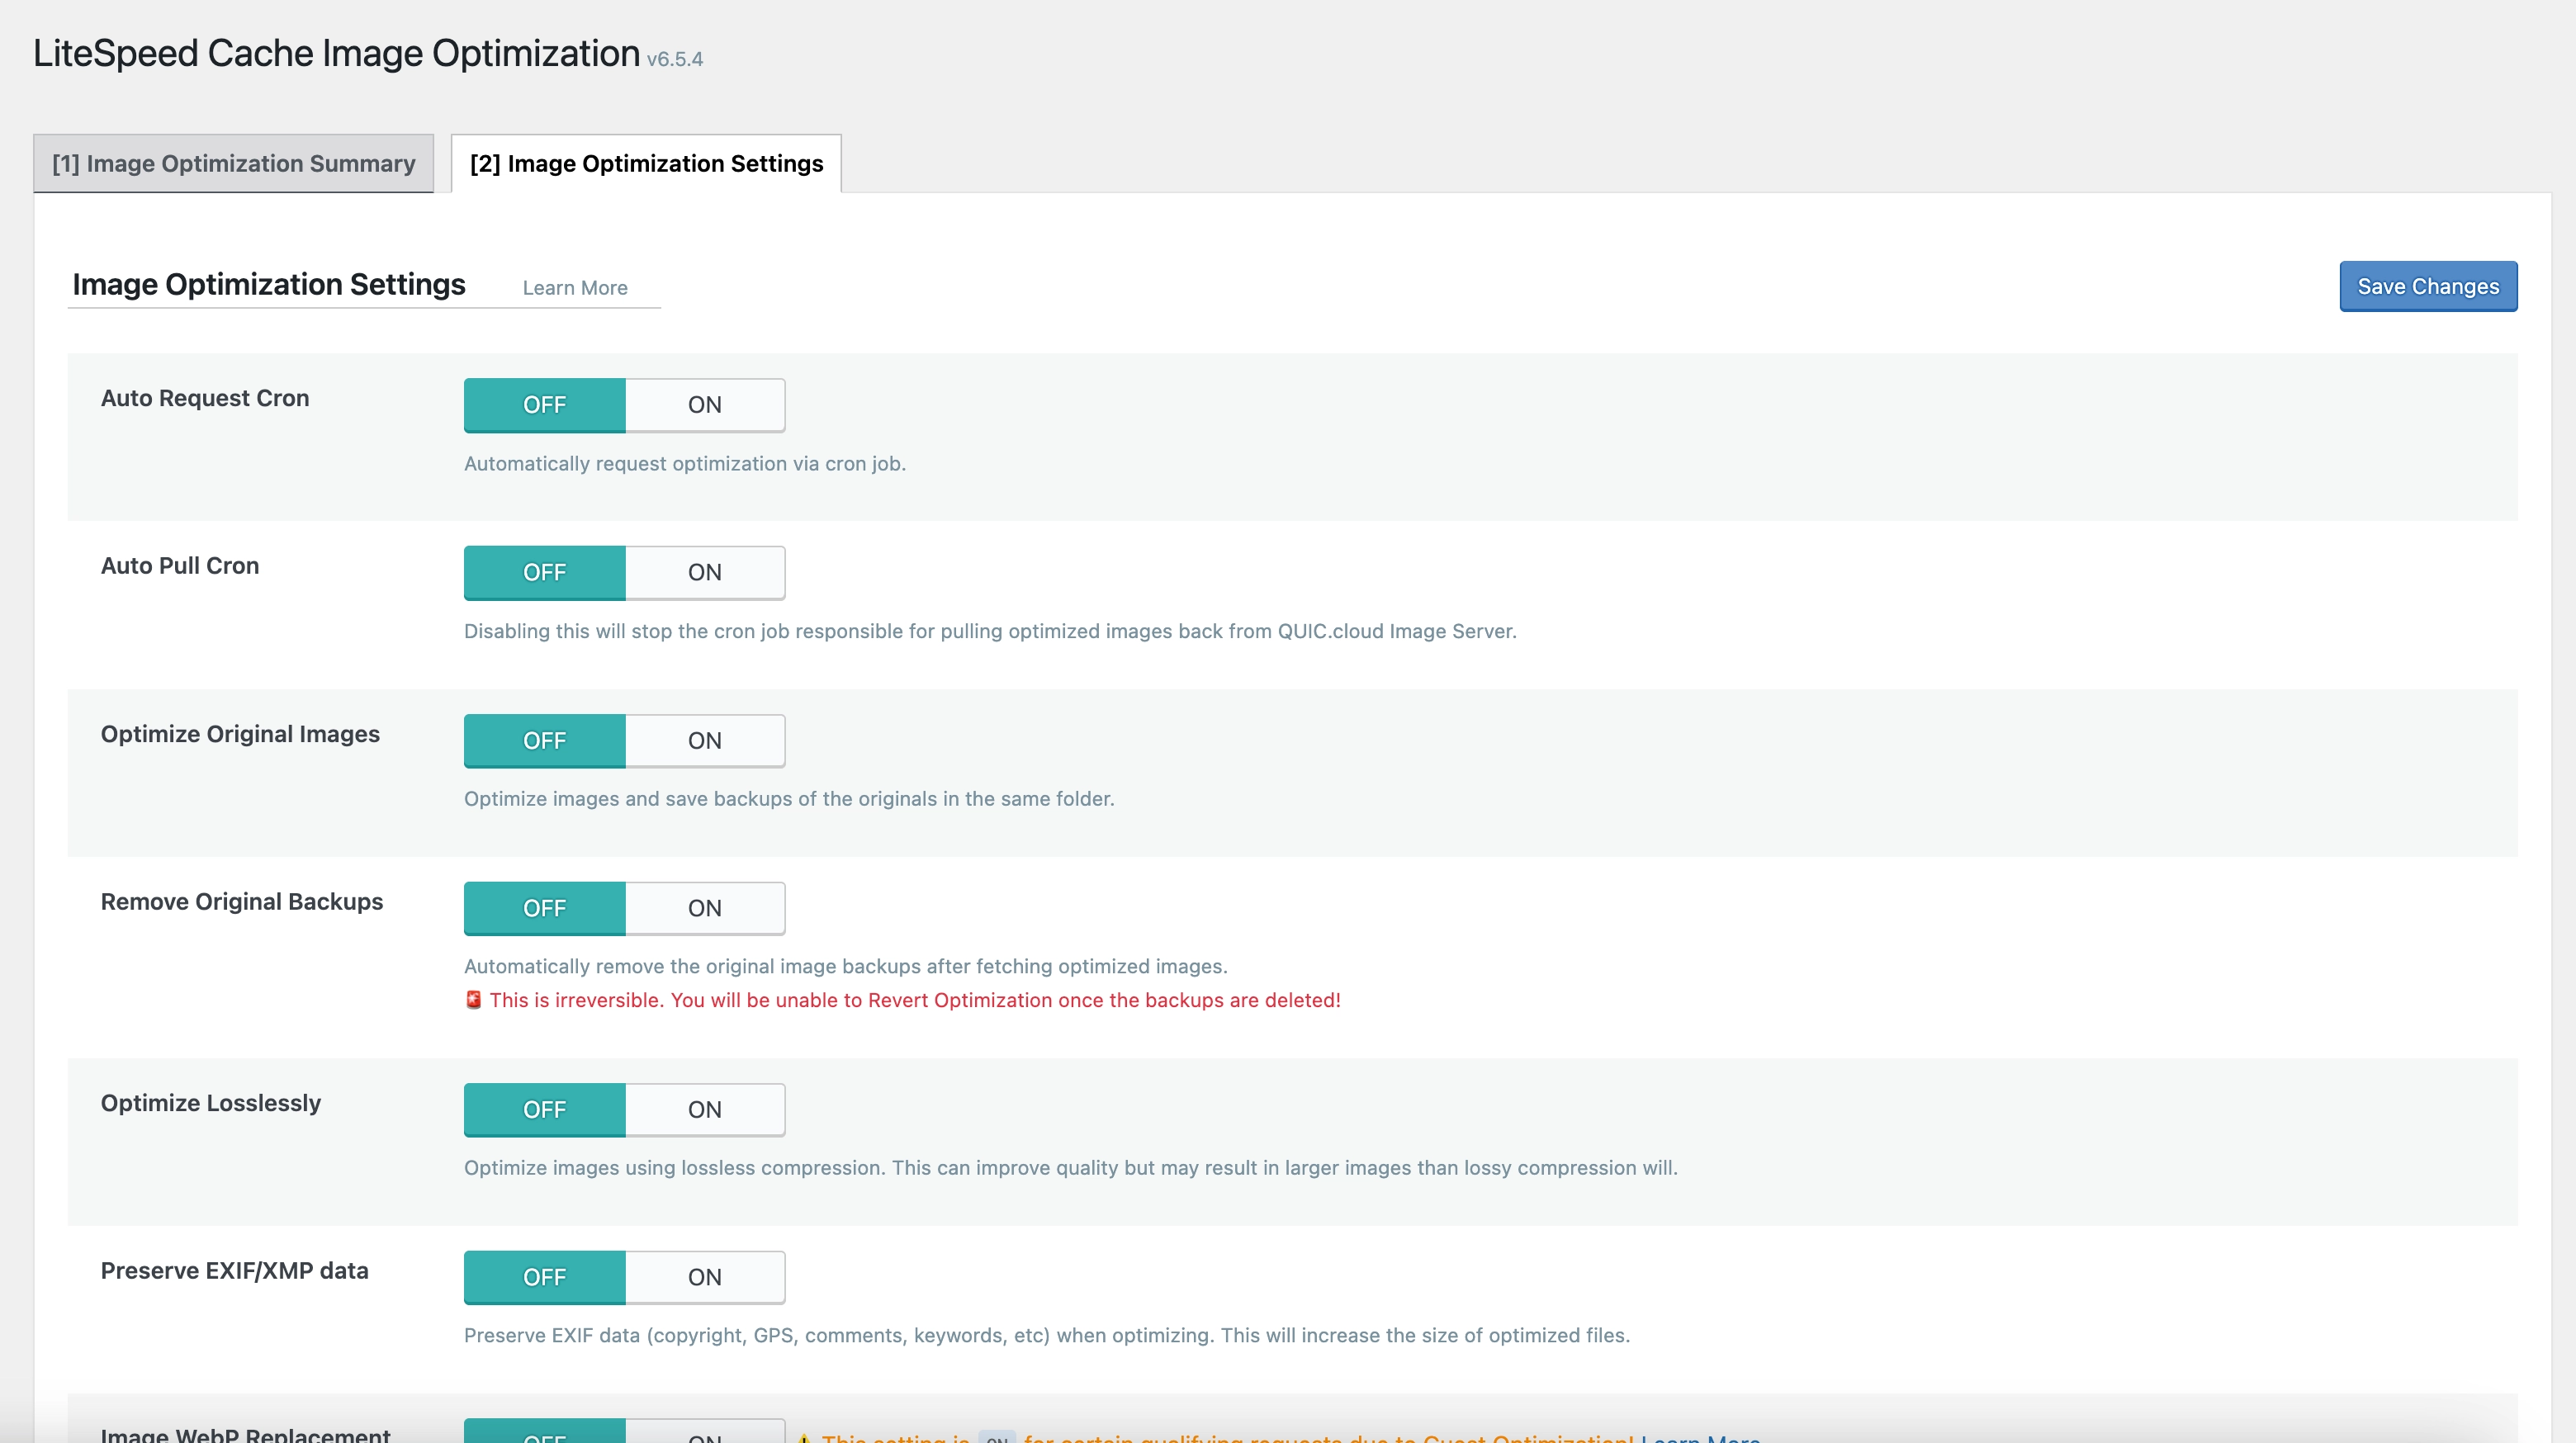 LiteSpeed Cache Image Optimization v6.5.4
[1] Image Optimization Summary
[2] Image Optimization Settings
Image Optimization Settings Learn More
Save Changes
Auto Request Cron
OFF ON
Automatically request optimization via cron job.
Auto Pull Cron
OFF ON
Disabling this will stop the cron job responsible for pulling optimized images back from QUIC.cloud Image Server.
Optimize Original Images
OFF ON
Optimize images and save backups of the originals in the same folder.
Remove Original Backups
OFF ON
Automatically remove the original image backups after fetching optimized images.
🚨 This is irreversible. You will be unable to Revert Optimization once the backups are deleted!
Optimize Losslessly
OFF ON
Optimize images using lossless compression. This can improve quality but may result in larger images than lossy compression will.
Preserve EXIF/XMP data
OFF ON
Preserve EXIF data (copyright, GPS, comments, keywords, etc) when optimizing. This will increase the size of optimized files.
Image WebP Replacement
OFF ON
⚠ This setting is ON for certain qualifying requests due to Guest Optimization! Learn More